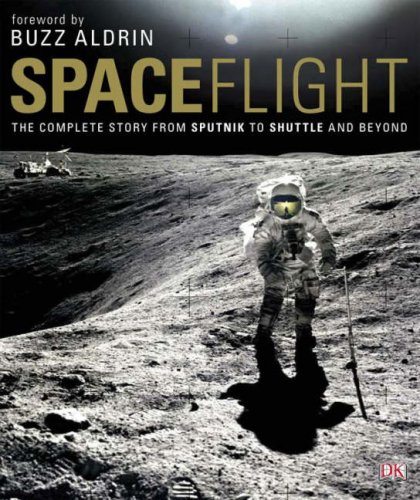 foreword by
BUZZ ALDRIN
SPACEFLIGHT
THE COMPLETE STORY FROM SPUTNIK TO SHUTTLE AND BEYOND
DK